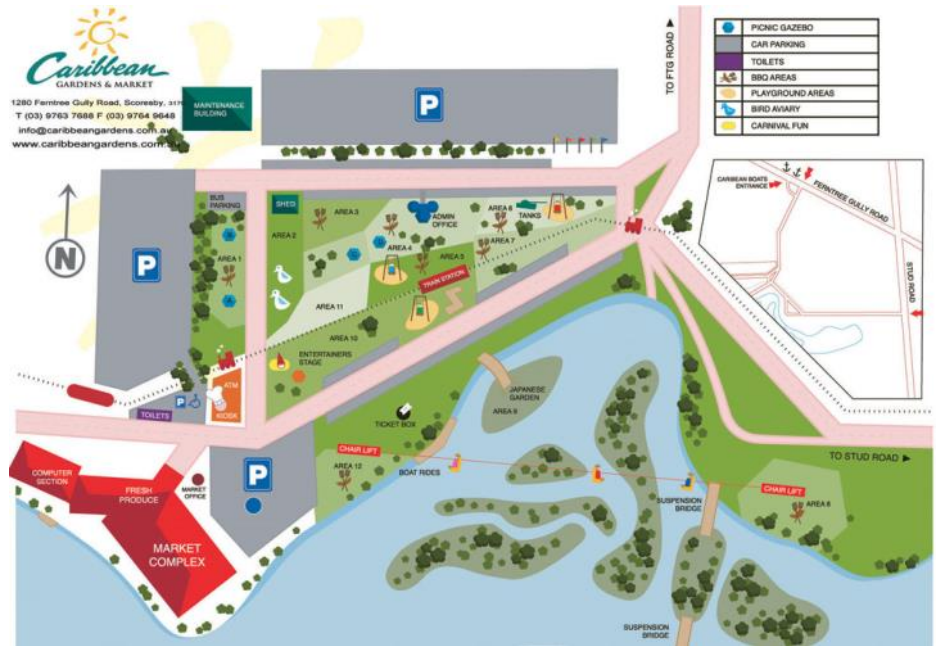 Caribbean
GARDENS & MARKET
1280 Ferntree Gully Road, Scoresby, 3179
T (03) 9763 7688 F (03) 9764 9648
info@caribbeangardens.com.au
www.caribbeangardens.com.au
MAINTENANCE
BUILDING
P
TO FTG ROAD
PICNIC GAZEBO
CAR PARKING
TOILETS
BBQ AREAS
PLAYGROUND AREAS
BIRD AVIARY
CARNIVAL FUN
N
P
BUS
PARKING
AREA 1
SHED
AREA 2
AREA 3
ADMIN
OFFICE
AREA 6
TANKS
AREA 4
AREA 7
AREA 5
TRAIN STATION
AREA 11
AREA 10
ENTERTAINERS
STAGE
CARIBEAN BOATS
ENTRANCE
FERNTREE GULLY ROAD
STUD ROAD
ATM
KIOSK
P
TOILETS
JAPANESE
GARDEN
AREA 9
TICKET BOX
CHAIR LIFT
AREA 12
BOAT RIDES
TO STUD ROAD
CHAIR LIFT
AREA 8
SUSPENSION
BRIDGE
COMPUTER
SECTION
FRESH
PRODUCE
MARKET
OFFICE
P
MARKET
COMPLEX
SUSPENSION
BRIDGE